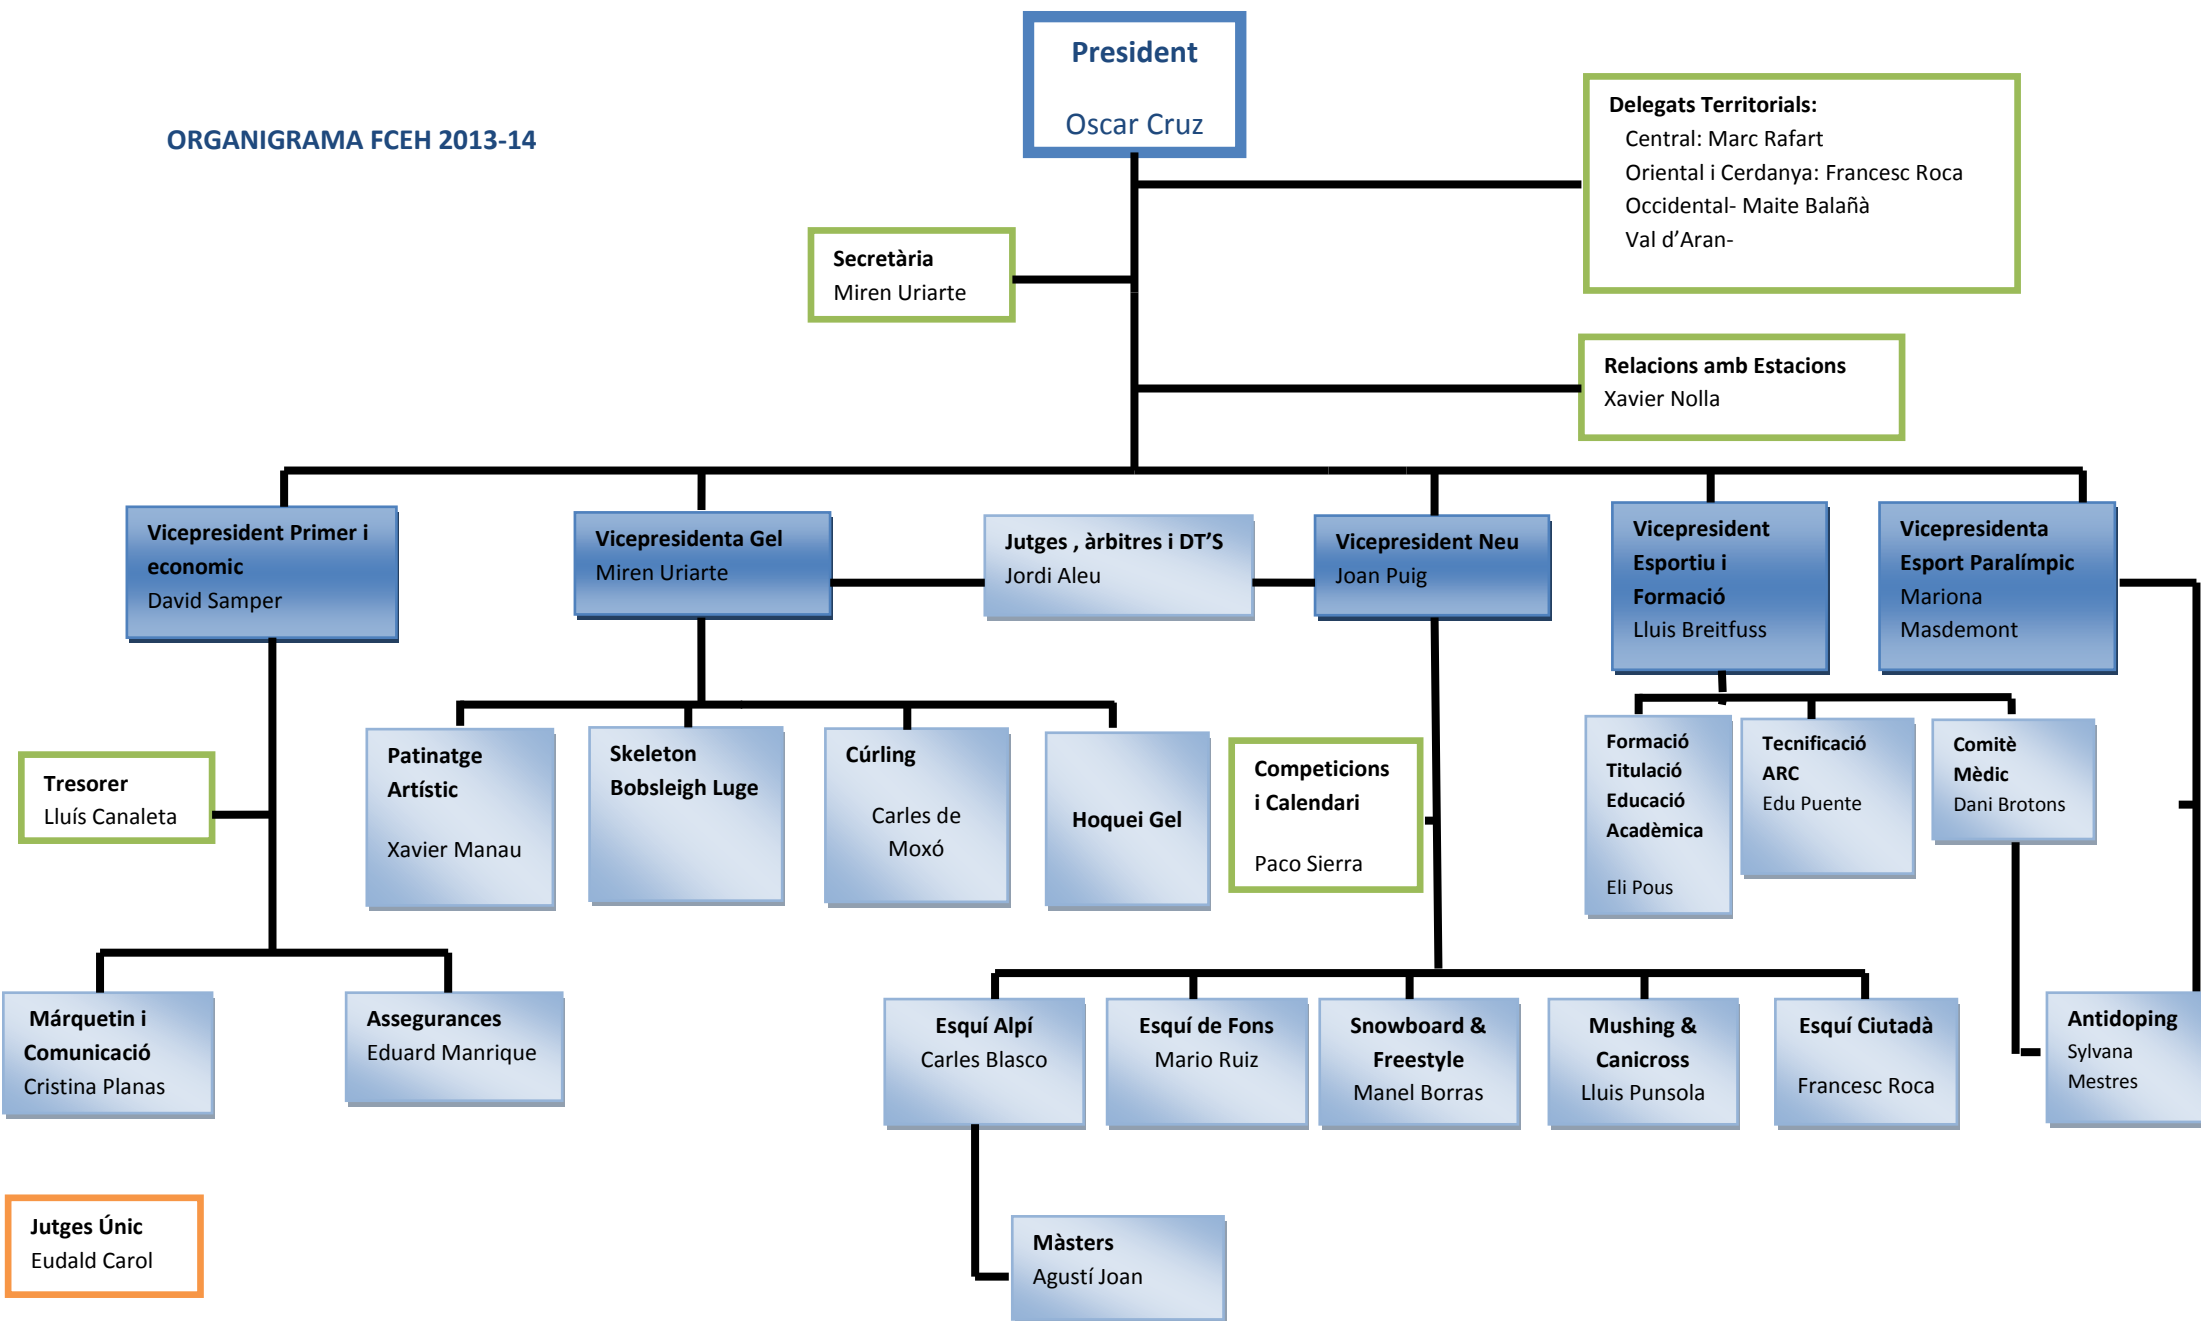 President
Oscar Cruz
ORGANIGRAMA FCEH 2013-14
Delegats Territorials:
Central: Marc Rafart
Oriental i Cerdanya: Francesc Roca
Occidental- Maite Balañà
Val d’Aran-
Secretària
Miren Uriarte
Relacions amb Estacions
Xavier Nolla
Vicepresident Primer i
economic
David Samper
Vicepresidenta Gel
Miren Uriarte
Jutges , àrbitres i DT’S
Jordi Aleu
Vicepresident Neu
Joan Puig
Vicepresident
Esportiu i
Formació
Lluis Breitfuss
Vicepresidenta
Esport Paralímpic
Mariona
Masdemont
Tresorer
Lluís Canaleta
Patinatge
Artístic
Xavier Manau
Skeleton
Bobsleigh Luge
Cúrling
Carles de
Moxó
Hoquei Gel
Competicions
i Calendari
Paco Sierra
Formació
Titulació
Educació
Acadèmica
Eli Pous
Tecnificació
ARC
Edu Puente
Comitè
Mèdic
Dani Brotons
Márquetin i
Comunicació
Cristina Planas
Assegurances
Eduard Manrique
Esquí Alpí
Carles Blasco
Esquí de Fons
Mario Ruiz
Snowboard &
Freestyle
Manel Borras
Mushing &
Canicross
Lluis Punsola
Esquí Ciutadà
Francesc Roca
Antidoping
Sylvana
Mestres
Jutges Únic
Eudald Carol
Màsters
Agustí Joan